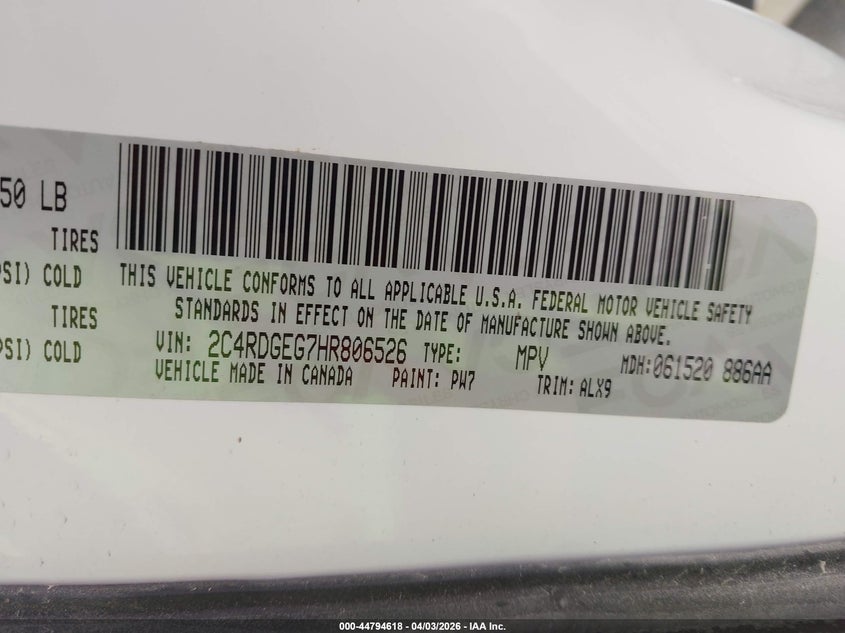 50 LB
TIRES
PSI) COLD
TIRES
PSI) COLD
THIS VEHICLE CONFORMS TO ALL APPLICABLE U.S.A. FEDERAL MOTOR VEHICLE SAFETY
STANDARDS IN EFFECT ON THE DATE OF MANUFACTURE SHOWN ABOVE.
VIN: 2C4RDGEG7HR806526 TYPE: MPV MDH:061520 886AA
VEHICLE MADE IN CANADA PAINT: PW7 TRIM: ALX9
000-44794618 - 04/03/2026 - IAA Inc.